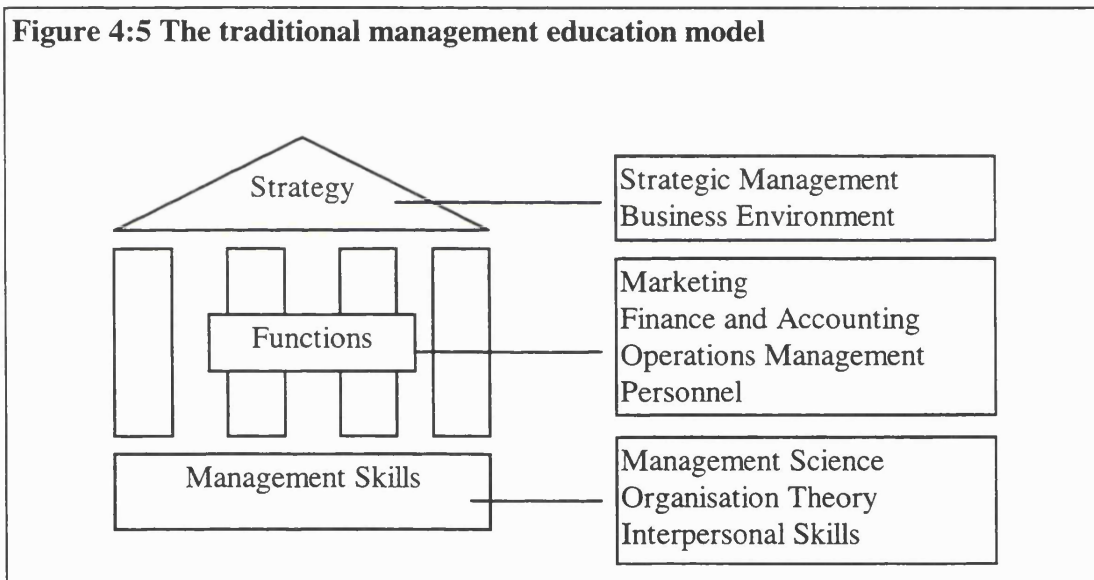 Figure 4:5 The traditional management education model
Strategy
Strategic Management
Business Environment
Functions
Marketing
Finance and Accounting
Operations Management
Personnel
Management Skills
Management Science
Organisation Theory
Interpersonal Skills